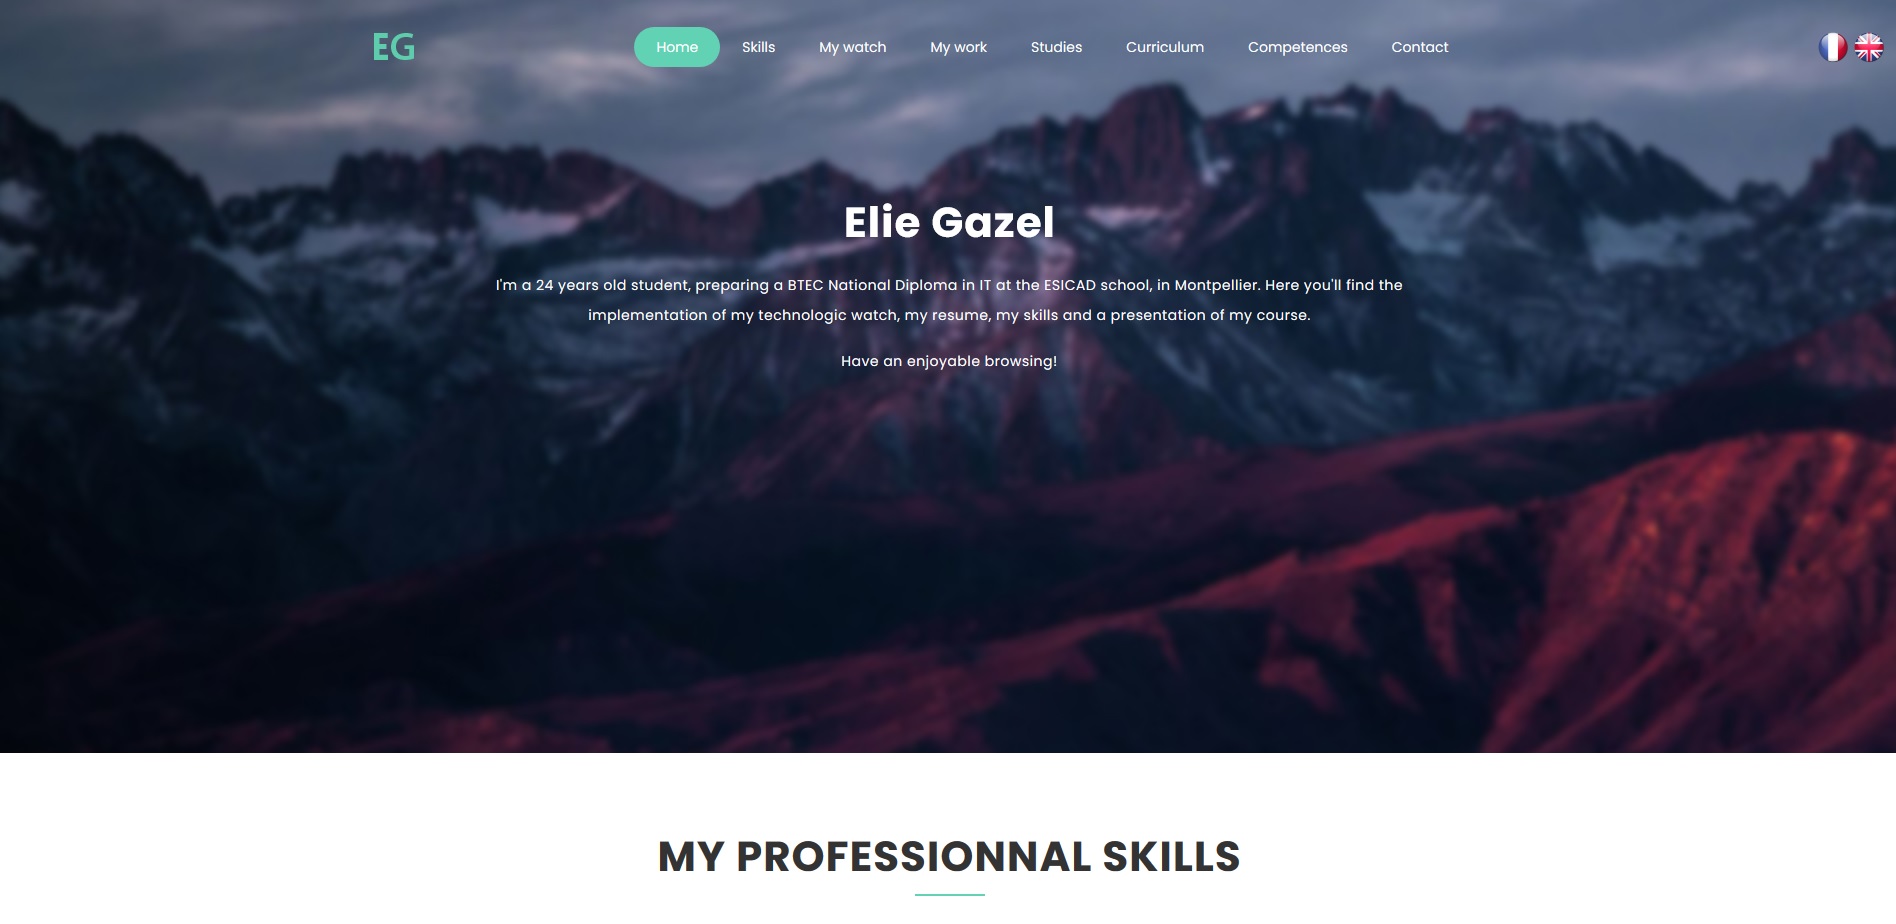 EG
Home Skills My watch My work Studies Curriculum Competences Contact
Elie Gazel
I'm a 24 years old student, preparing a BTEC National Diploma in IT at the ESICAD school, in Montpellier. Here you'll find the
implementation of my technologic watch, my resume, my skills and a presentation of my course.
Have an enjoyable browsing!
MY PROFESSIONNAL SKILLS